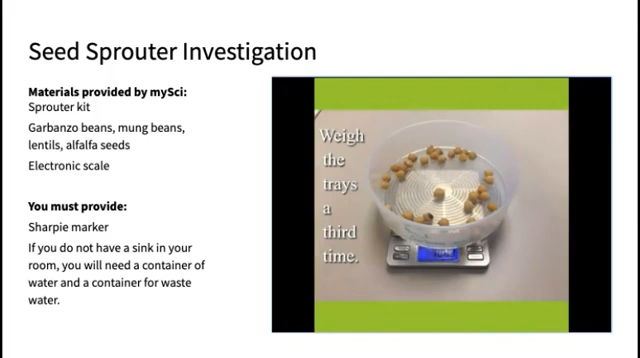 Seed Sprouter Investigation
Materials provided by mySci:
Sprouter kit
Garbanzo beans, mung beans,
lentils, alfalfa seeds
Electronic scale
You must provide:
Sharpie marker
If you do not have a sink in your
room, you will need a container of
water and a container for waste
water.
Weigh
the
trays
a
third
time.